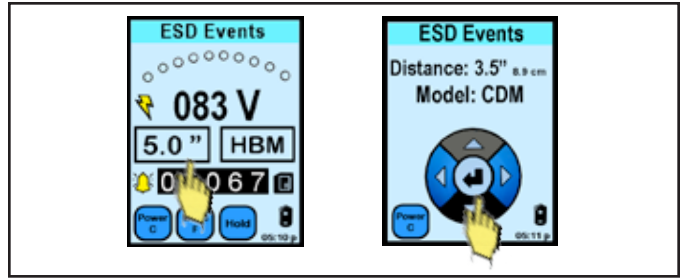 ESD Events
083 V
5.0 ”
HBM
0 067
Power
C
F
Hold
05:10 p
ESD Events
Distance: 3.5” 8.9 cm
Model: CDM
Power
C
05:11 p